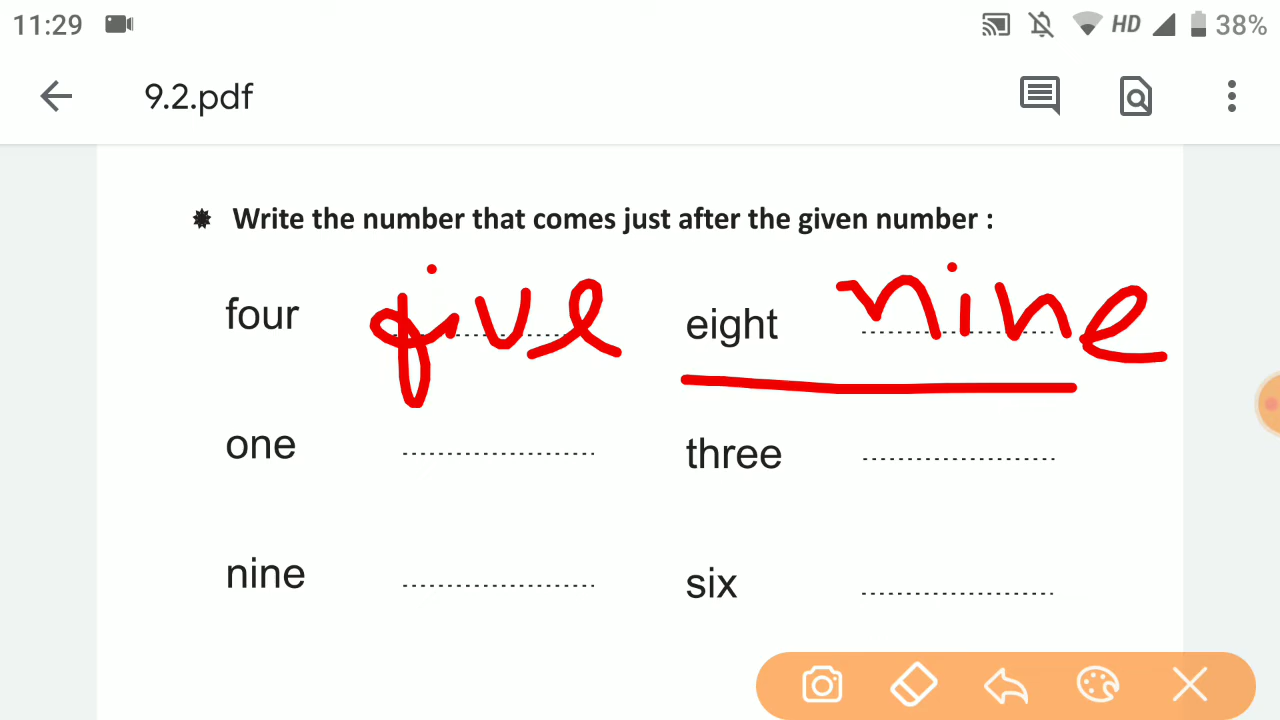 11:29 HD 38%
9.2.pdf
Write the number that comes just after the given number :
four five eight nine
one .................... three ....................
nine .................... six ....................